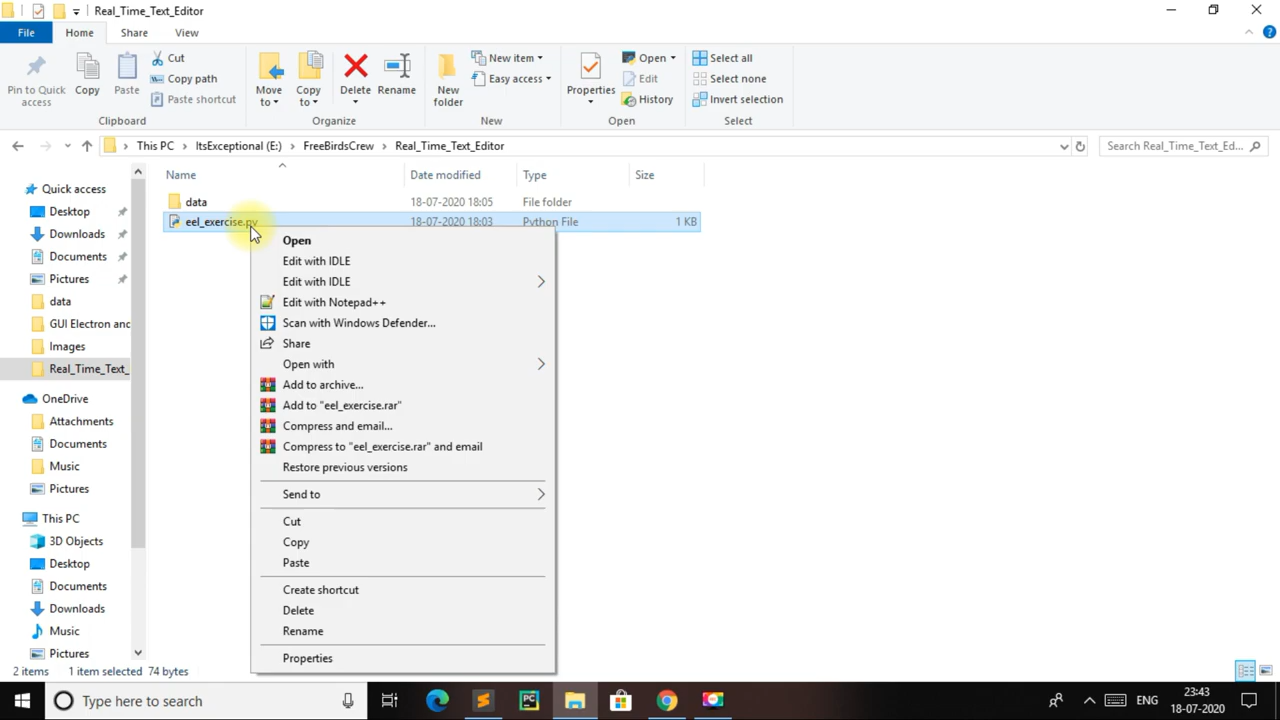 Real_Time_Text_Editor
File Home Share View
Pin to Quick access
Copy
Paste
Cut
Copy path
Paste shortcut
Clipboard
Move to
Copy to
Delete
Rename
Organize
New folder
New item
Easy access
New
Properties
Open
Edit
History
Open
Select all
Select none
Invert selection
Select
This PC ItsExceptional (E:) FreeBirdsCrew Real_Time_Text_Editor
Search Real_Time_Text_Ed...
Name Date modified Type Size
data 18-07-2020 18:05 File folder
eel_exercise.py 18-07-2020 18:03 Python File 1 KB
Quick access
Desktop
Downloads
Documents
Pictures
data
GUI Electron anc
Images
Real_Time_Text_
OneDrive
Attachments
Documents
Music
Pictures
This PC
3D Objects
Desktop
Documents
Downloads
Music
Pictures
Open
Edit with IDLE
Edit with IDLE
Edit with Notepad++
Scan with Windows Defender...
Share
Open with
Add to archive...
Add to "eel_exercise.rar"
Compress and email...
Compress to "eel_exercise.rar" and email
Restore previous versions
Send to
Cut
Copy
Paste
Create shortcut
Delete
Rename
Properties
2 items 1 item selected 74 bytes
Type here to search
PC
ENG
23:43
18-07-2020